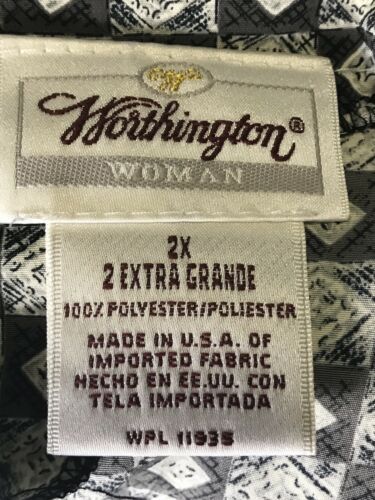 W
Worthington®
WOMAN
2X
2 EXTRA GRANDE
100% POLYESTER/POLIESTER
MADE IN U.S.A. OF
IMPORTED FABRIC
HECHO EN EE.UU. CON
TELA IMPORTADA
WPL 11935